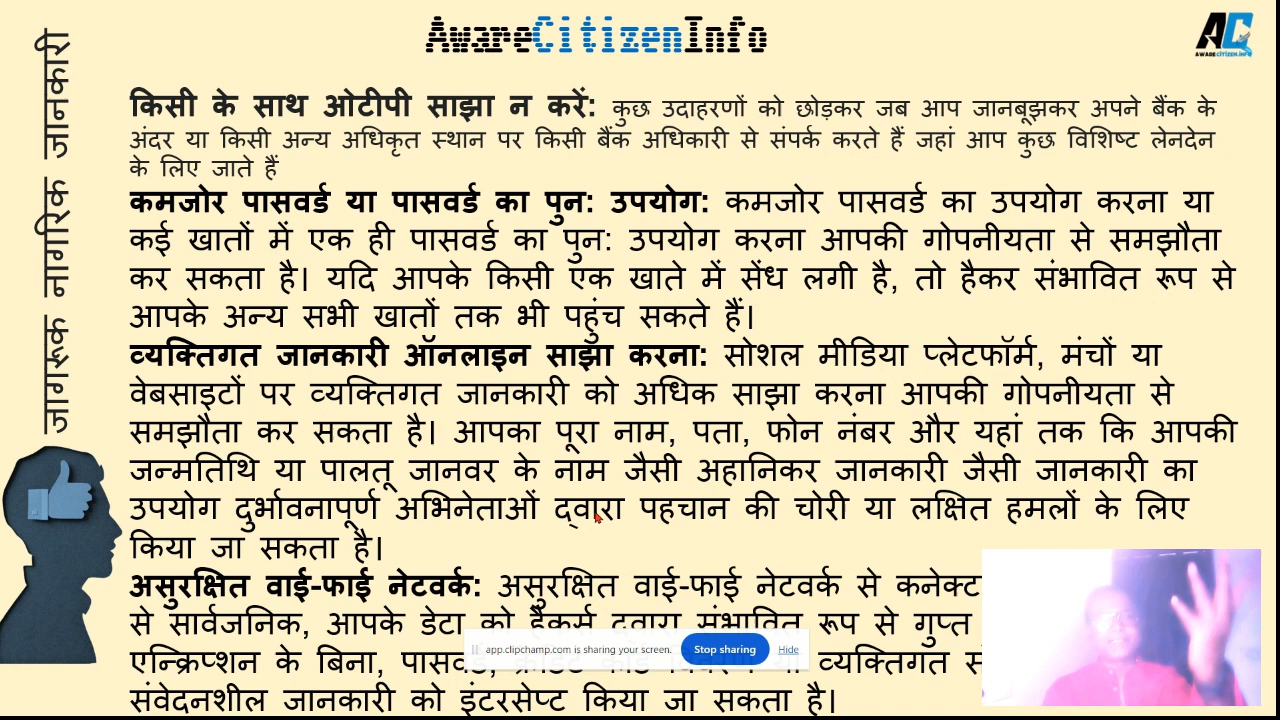 AwareCitizenInfo
AC
AWARECITIZEN.INFO
जागरूक नागरिक जानकारी
किसी के साथ ओटीपी साझा न करें: कुछ उदाहरणों को छोड़कर जब आप जानबूझकर अपने बैंक के
अंदर या किसी अन्य अधिकृत स्थान पर किसी बैंक अधिकारी से संपर्क करते हैं जहां आप कुछ विशिष्ट लेनदेन
के लिए जाते हैं
कमजोर पासवर्ड या पासवर्ड का पुन: उपयोग: कमजोर पासवर्ड का उपयोग करना या
कई खातों में एक ही पासवर्ड का पुन: उपयोग करना आपकी गोपनीयता से समझौता
कर सकता है। यदि आपके किसी एक खाते में सेंध लगी है, तो हैकर संभावित रूप से
आपके अन्य सभी खातों तक भी पहुंच सकते हैं।
व्यक्तिगत जानकारी ऑनलाइन साझा करना: सोशल मीडिया प्लेटफॉर्म, मंचों या
वेबसाइटों पर व्यक्तिगत जानकारी को अधिक साझा करना आपकी गोपनीयता से
समझौता कर सकता है। आपका पूरा नाम, पता, फोन नंबर और यहां तक कि आपकी
जन्मतिथि या पालतू जानवर के नाम जैसी अहानिकर जानकारी जैसी जानकारी का
उपयोग दुर्भावनापूर्ण अभिनेताओं द्वारा पहचान की चोरी या लक्षित हमलों के लिए
किया जा सकता है।
असुरक्षित वाई-फाई नेटवर्क: असुरक्षित वाई-फाई नेटवर्क से कनेक्ट
से सार्वजनिक, आपके डेटा को हैकर्स द्वारा संभावित रूप से गुप्त
एन्क्रिप्शन के बिना, व्यक्तिगत
संवेदनशील जानकारी को इंटरसेप्ट किया जा सकता है।
app.clipchamp.com is sharing your screen. Stop sharing Hide